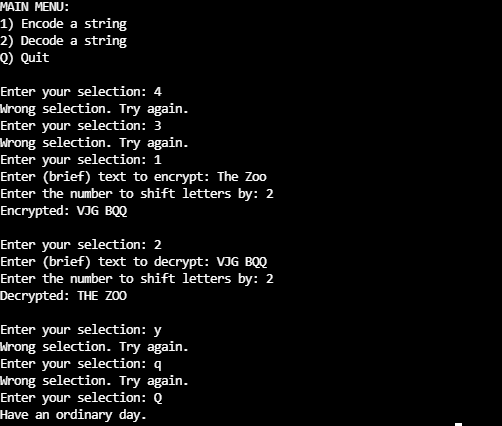 MAIN MENU:
1) Encode a string
2) Decode a string
Q) Quit
Enter your selection: 4
Wrong selection. Try again.
Enter your selection: 3
Wrong selection. Try again.
Enter your selection: 1
Enter (brief) text to encrypt: The Zoo
Enter the number to shift letters by: 2
Encrypted: VJG BQQ
Enter your selection: 2
Enter (brief) text to decrypt: VJG BQQ
Enter the number to shift letters by: 2
Decrypted: THE ZOO
Enter your selection: y
Wrong selection. Try again.
Enter your selection: q
Wrong selection. Try again.
Enter your selection: Q
Have an ordinary day.